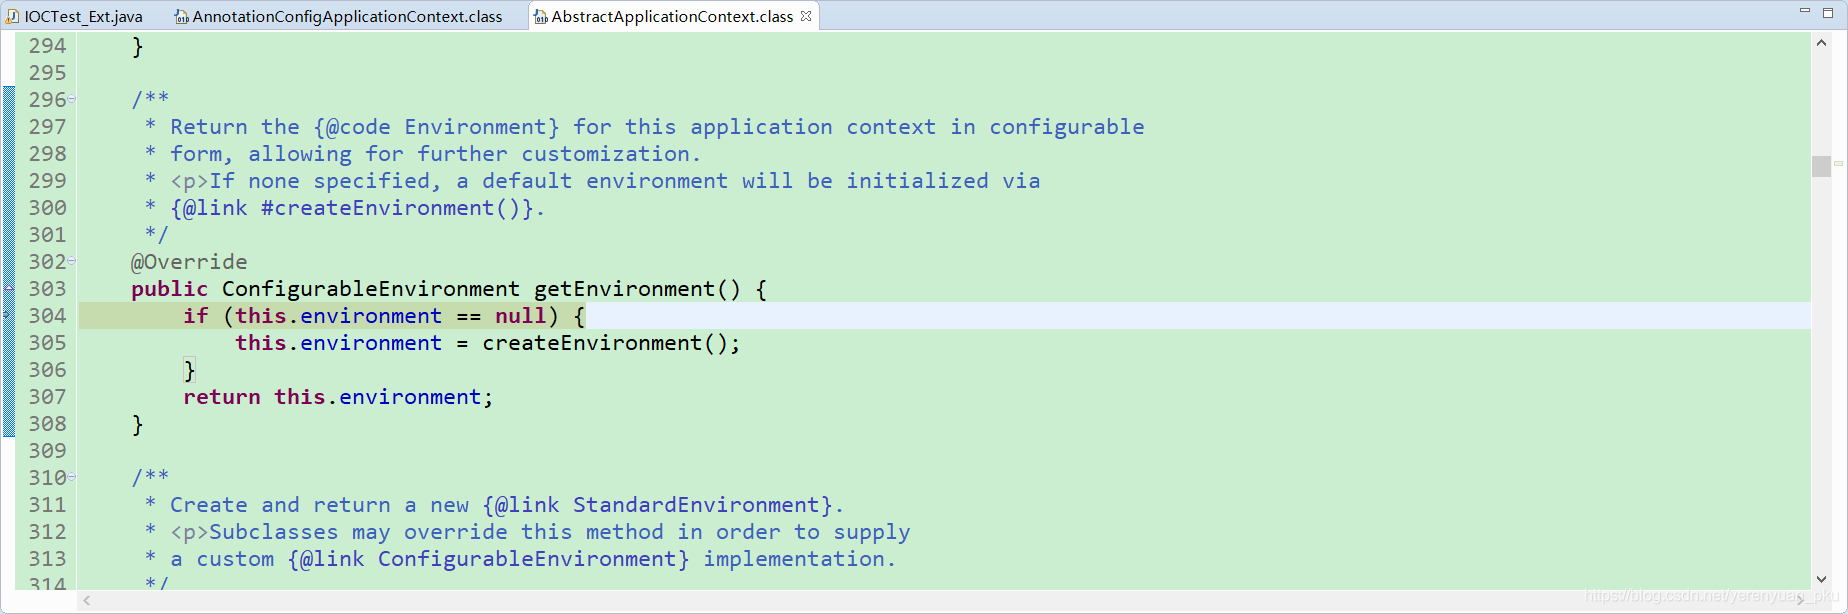 IOCTest_Ext.java AnnotationConfigApplicationContext.class AbstractApplicationContext.class
294 }
295
296 /**
297 * Return the {@code Environment} for this application context in configurable
298 * form, allowing for further customization.
299 * <p>If none specified, a default environment will be initialized via
300 * {@link #createEnvironment()}.
301 */
302 @Override
303 public ConfigurableEnvironment getEnvironment() {
304 if (this.environment == null) {
305 this.environment = createEnvironment();
306 }
307 return this.environment;
308 }
309
310 /**
311 * Create and return a new {@link StandardEnvironment}.
312 * <p>Subclasses may override this method in order to supply
313 * a custom {@link ConfigurableEnvironment} implementation.
314 */
https://blog.csdn.net/yerenyuan_pku